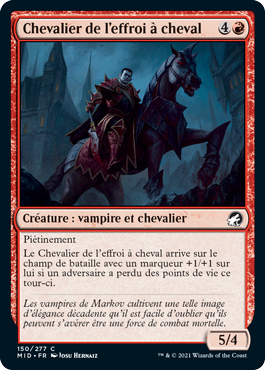 Chevalier de l'effroi à cheval 4
Créature : vampire et chevalier
Piétinement
Le Chevalier de l'effroi à cheval arrive sur le
champ de bataille avec un marqueur +1/+1 sur
lui si un adversaire a perdu des points de vie ce
tour-ci.
Les vampires de Markov cultivent une telle image
d'élégance décadente qu'il est facile d'oublier qu'ils
peuvent s'avérer être une force de combat mortelle.
5/4
150/277 C
MID • FR Josu Hernaiz
™ & © 2021 Wizards of the Coast